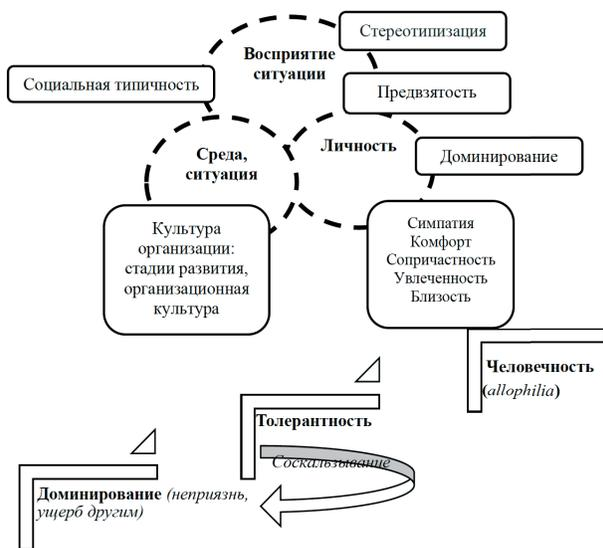 Стереотипизация
Восприятие
ситуации
Социальная типичность
Предвзятость
Личность
Среда,
ситуация
Доминирование
Культура
организации:
стадии развития,
организационная
культура
Симпатия
Комфорт
Сопричастность
Увлеченность
Близость
Человечность
(allophilia)
Толерантность
Соскальзывание
Доминирование (неприязнь,
ущерб другим)